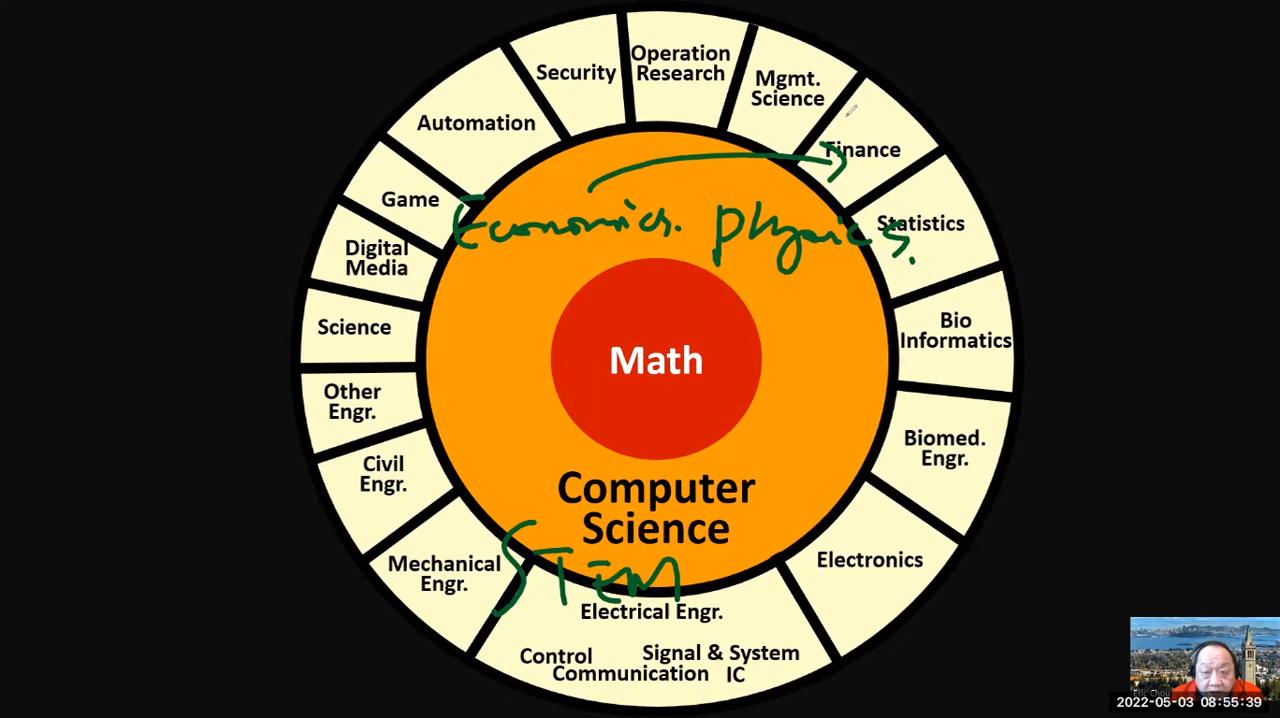 Operation
Research
Security
Mgmt.
Science
Automation
Finance
Game
Statistics
Economics. physics.
Digital
Media
Science
Bio
Informatics
Math
Other
Engr.
Biomed.
Engr.
Civil
Engr.
Computer
Science
STEM
Mechanical
Engr.
Electronics
Electrical Engr.
Control
Signal & System
Communication
IC
Eric Chou
2022-05-03 08:55:39